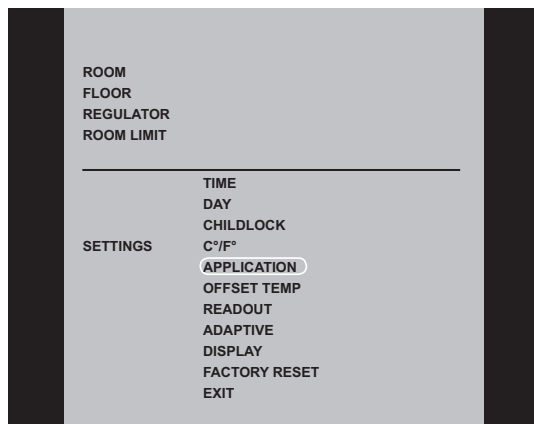 ROOM
FLOOR
REGULATOR
ROOM LIMIT
TIME
DAY
CHILDLOCK
SETTINGS C°/F°
APPLICATION
OFFSET TEMP
READOUT
ADAPTIVE
DISPLAY
FACTORY RESET
EXIT